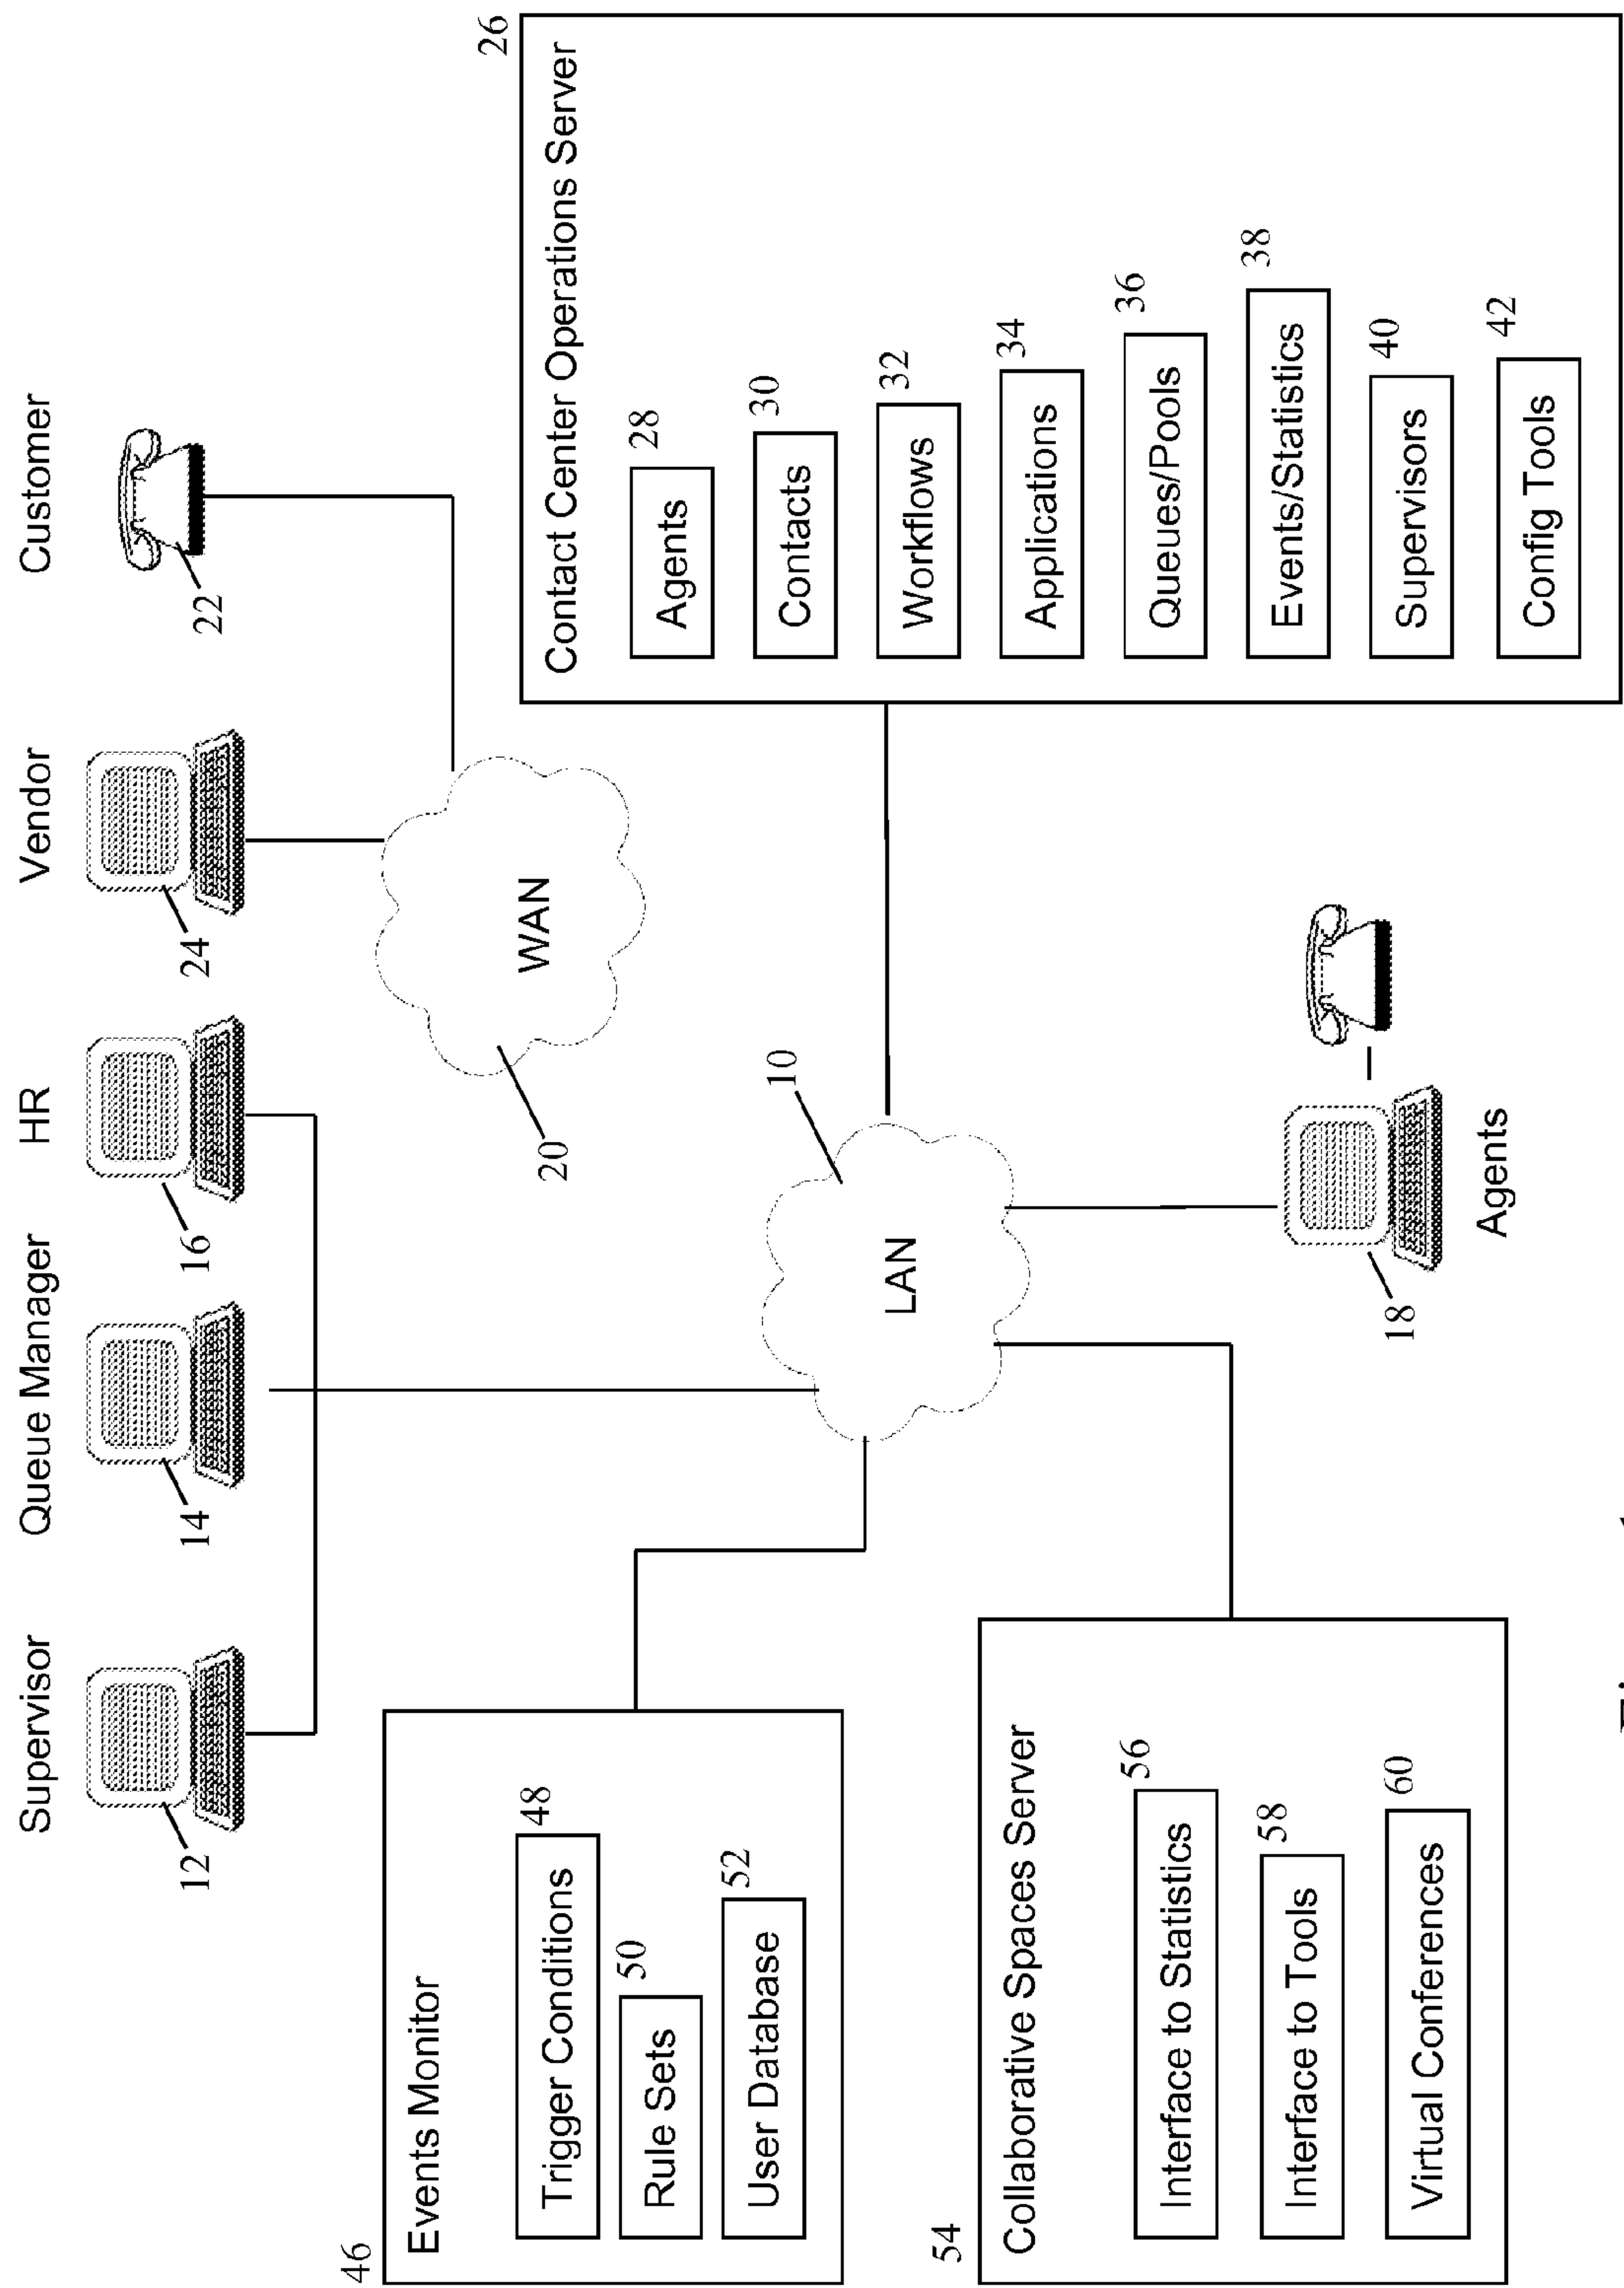 Supervisor
Queue Manager
HR
Vendor
Customer
12
14
16
24
22
46
Events Monitor
Trigger Conditions
48
Rule Sets
50
User Database
52
WAN
20
LAN
10
26
Contact Center Operations Server
Agents
28
Contacts
30
Workflows
32
Applications
34
Queues/Pools
36
Events/Statistics
38
Supervisors
40
Config Tools
42
54
Collaborative Spaces Server
Interface to Statistics
56
Interface to Tools
58
Virtual Conferences
60
18
Agents